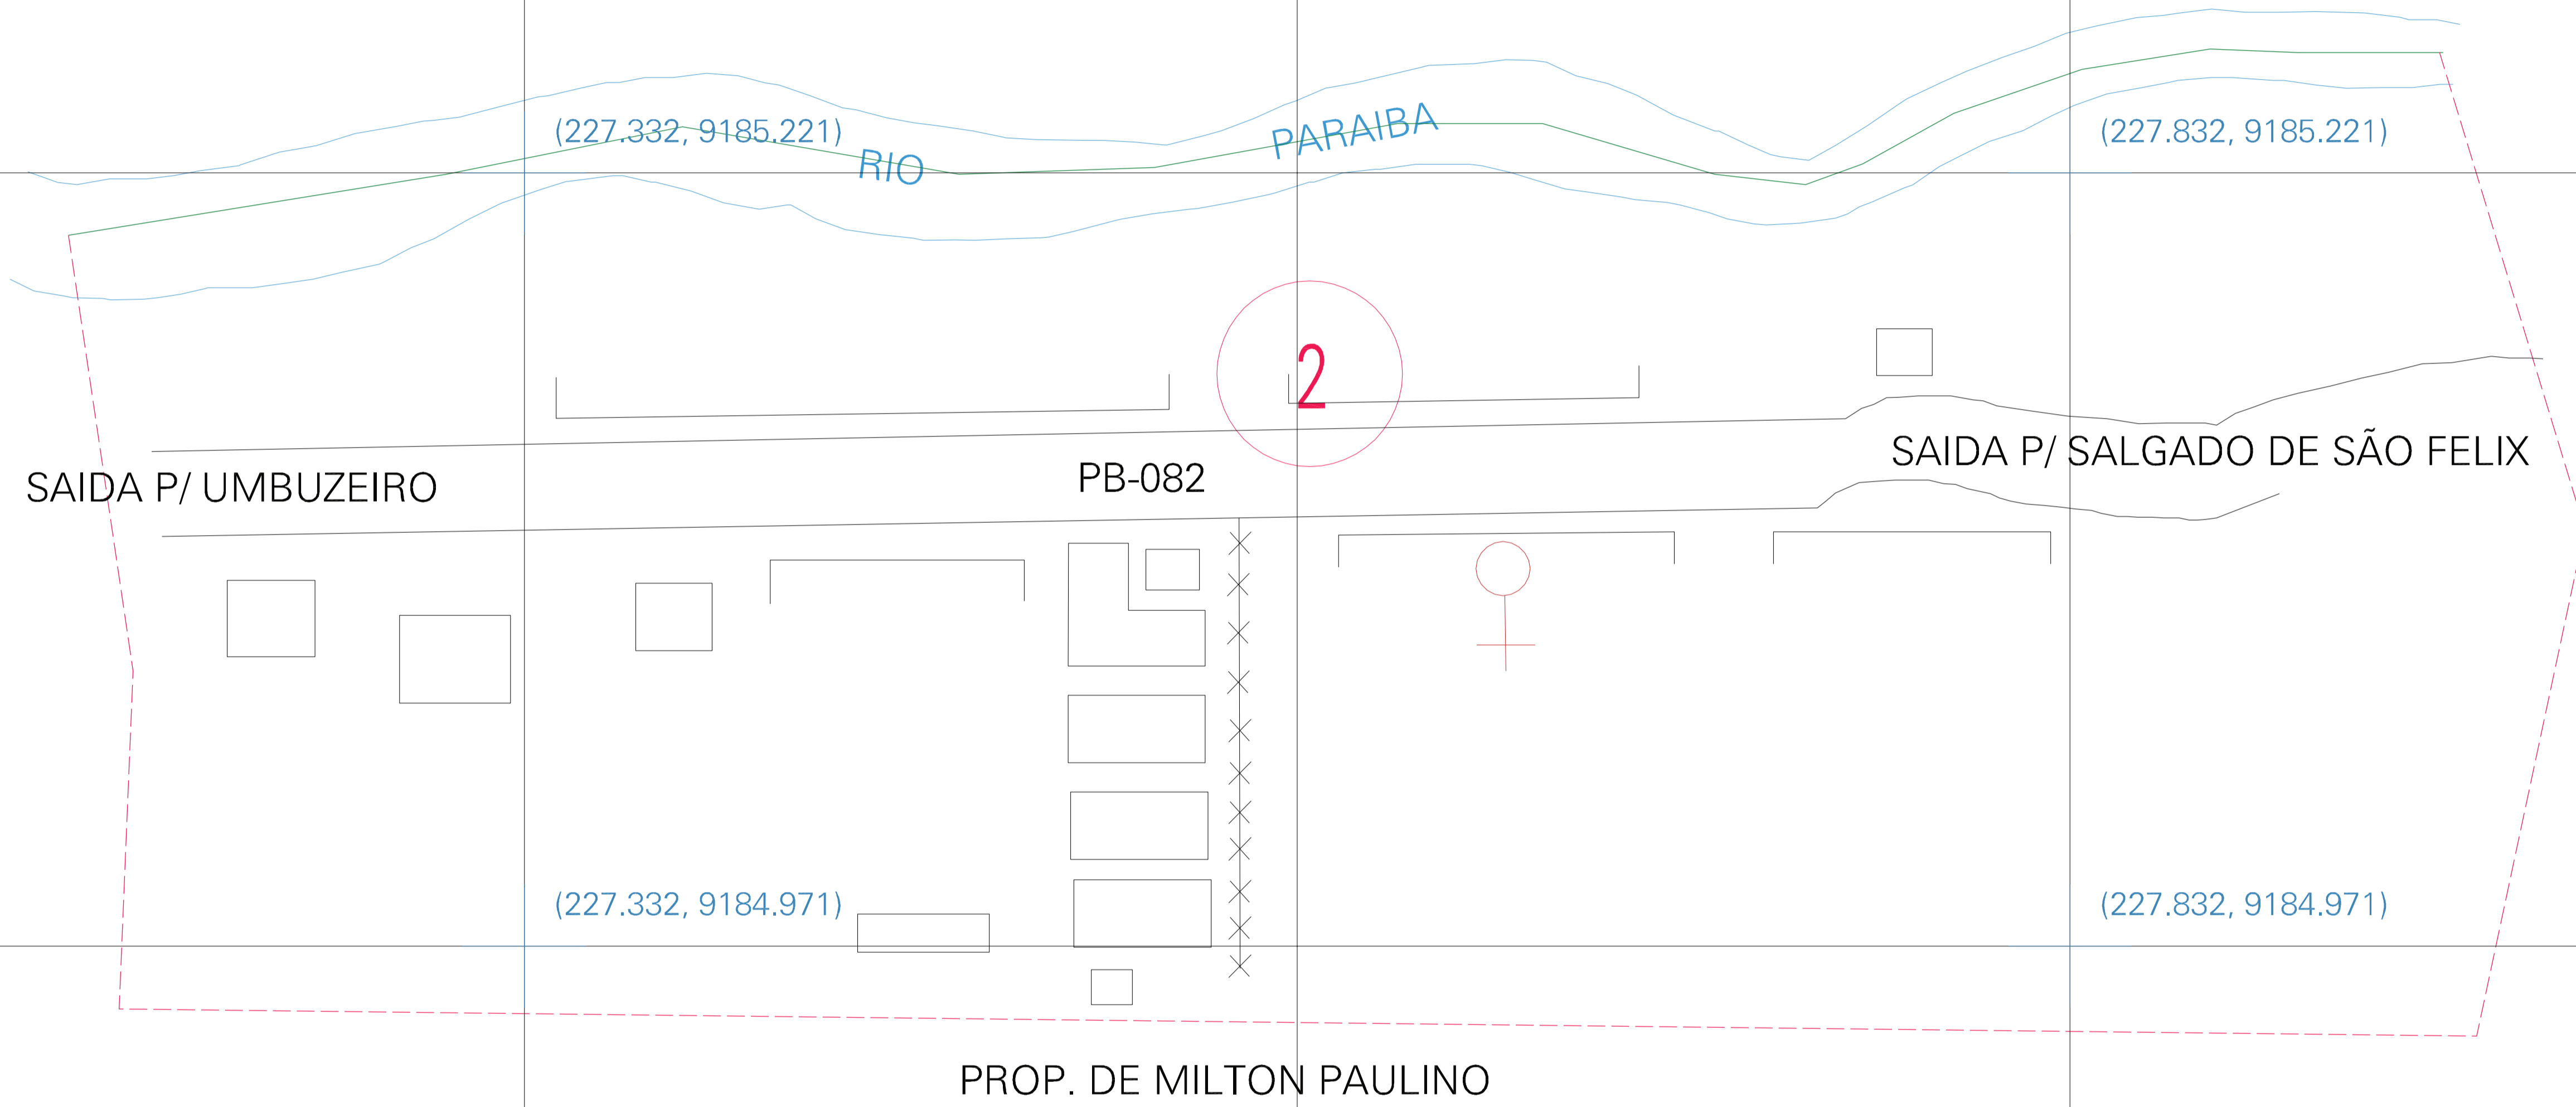 (227.332, 9185.221)
RIO
PARAIBA
(227.832, 9185.221)
2
SAIDA P/ UMBUZEIRO
PB-082
SAIDA P/ SALGADO DE SÃO FELIX
(227.332, 9184.971)
(227.832, 9184.971)
PROP. DE MILTON PAULINO